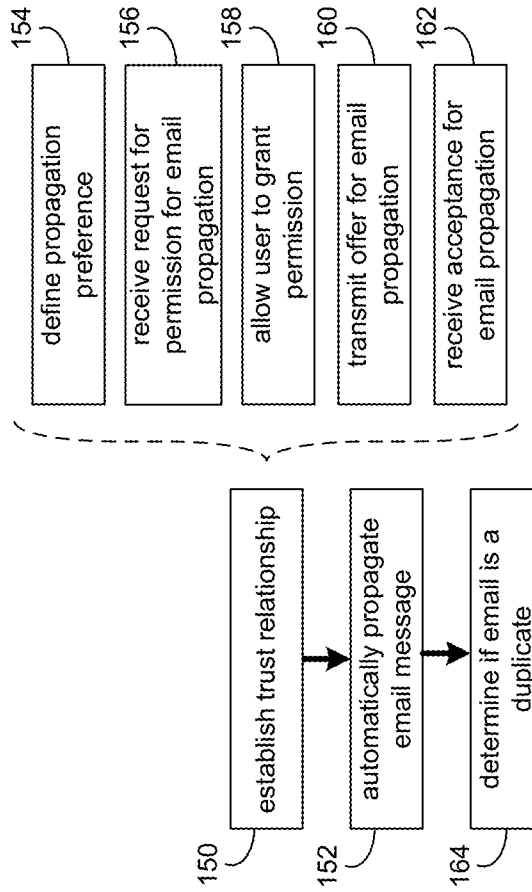 150
establish trust relationship
152
automatically propagate
email message
164
determine if email is a
duplicate
154
define propagation
preference
156
receive request for
permission for email
propagation
158
allow user to grant
permission
160
transmit offer for email
propagation
162
receive acceptance for
email propagation